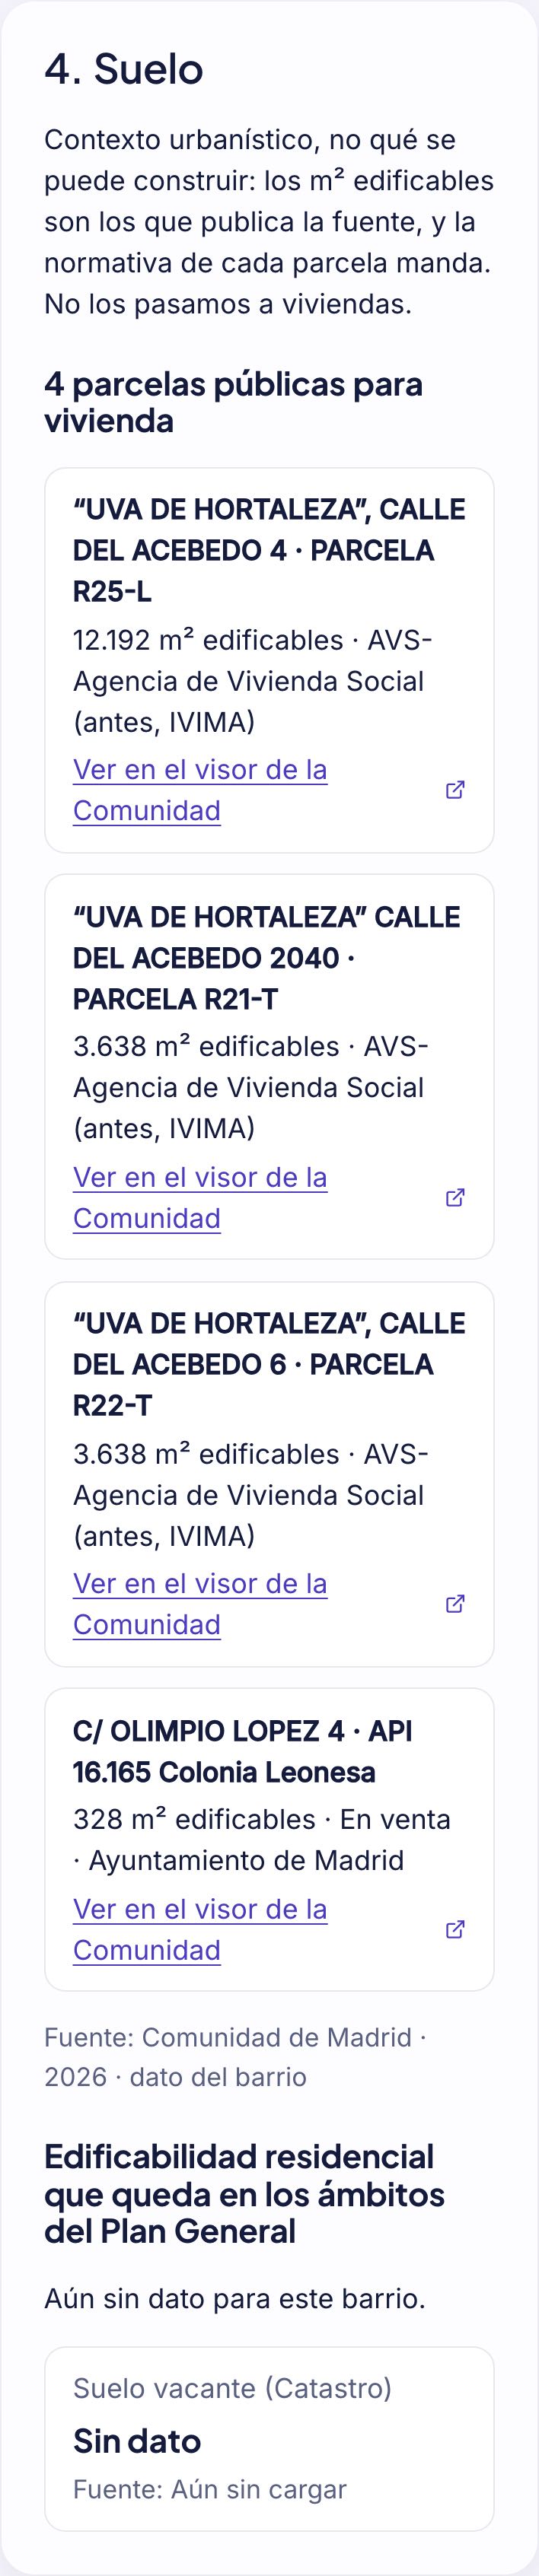 4. Suelo
Contexto urbanístico, no qué se
puede construir: los m² edificables
son los que publica la fuente, y la
normativa de cada parcela manda.
No los pasamos a viviendas.
4 parcelas públicas para
vivienda
“UVA DE HORTALEZA”, CALLE
DEL ACEBEDO 4 · PARCELA
R25-L
12.192 m² edificables · AVS-
Agencia de Vivienda Social
(antes, IVIMA)
Ver en el visor de la
Comunidad
“UVA DE HORTALEZA” CALLE
DEL ACEBEDO 2040 ·
PARCELA R21-T
3.638 m² edificables · AVS-
Agencia de Vivienda Social
(antes, IVIMA)
Ver en el visor de la
Comunidad
“UVA DE HORTALEZA”, CALLE
DEL ACEBEDO 6 · PARCELA
R22-T
3.638 m² edificables · AVS-
Agencia de Vivienda Social
(antes, IVIMA)
Ver en el visor de la
Comunidad
C/ OLIMPIO LOPEZ 4 · API
16.165 Colonia Leonesa
328 m² edificables · En venta
· Ayuntamiento de Madrid
Ver en el visor de la
Comunidad
Fuente: Comunidad de Madrid ·
2026 · dato del barrio
Edificabilidad residencial
que queda en los ámbitos
del Plan General
Aún sin dato para este barrio.
Suelo vacante (Catastro)
Sin dato
Fuente: Aún sin cargar